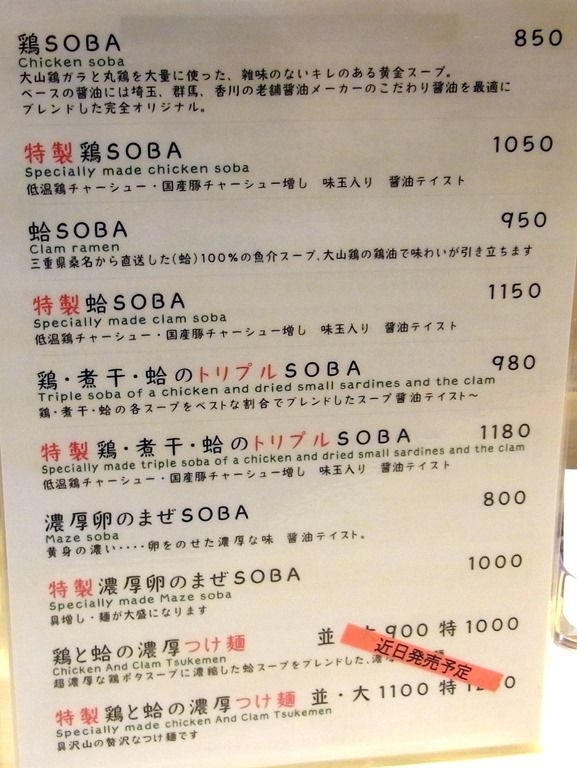 鶏SOBA 850
Chicken soba
大山鶏ガラと丸鶏を大量に使った、雑味のないキレのある黄金スープ。
ベースの醤油には埼玉、群馬、香川の老舗醤油メーカーのこだわり醤油を最適に
ブレンドした完全オリジナル。
特製鶏SOBA 1050
Specially made chicken soba
低温鶏チャーシュー・国産豚チャーシュー増し 味玉入り 醤油テイスト
蛤SOBA 950
Clam ramen
三重県桑名から直送した(蛤)100%の魚介スープ、大山鶏の鶏油で味わいが引き立ちます
特製蛤SOBA 1150
Specially made clam soba
低温鶏チャーシュー・国産豚チャーシュー増し 味玉入り 醤油テイスト
鶏・煮干・蛤のトリプルSOBA 980
Triple soba of a chicken and dried small sardines and the clam
鶏・煮干・蛤の各スープをベストな割合でブレンドしたスープ醤油テイスト~
特製鶏・煮干・蛤のトリプルSOBA 1180
Specially made triple soba of a chicken and dried small sardines and the clam
低温鶏チャーシュー・国産豚チャーシュー増し 味玉入り 醤油テイスト
濃厚卵のまぜSOBA 800
Maze soba
黄身の濃い‥‥卵をのせた濃厚な味 醤油テイスト。
特製濃厚卵のまぜSOBA 1000
Specially made Maze soba
具増し・麺が大盛になります
鶏と蛤の濃厚つけ麺 並 900 特1000
Chicken And Clam Tsukemen
超濃厚な鶏ポタスープに濃縮した蛤スープをブレンドした、
近日発売予定
特製鶏と蛤の濃厚つけ麺 並・大1100 特
Specially made chicken And Clam Tsukemen
具沢山の贅沢なつけ麺です